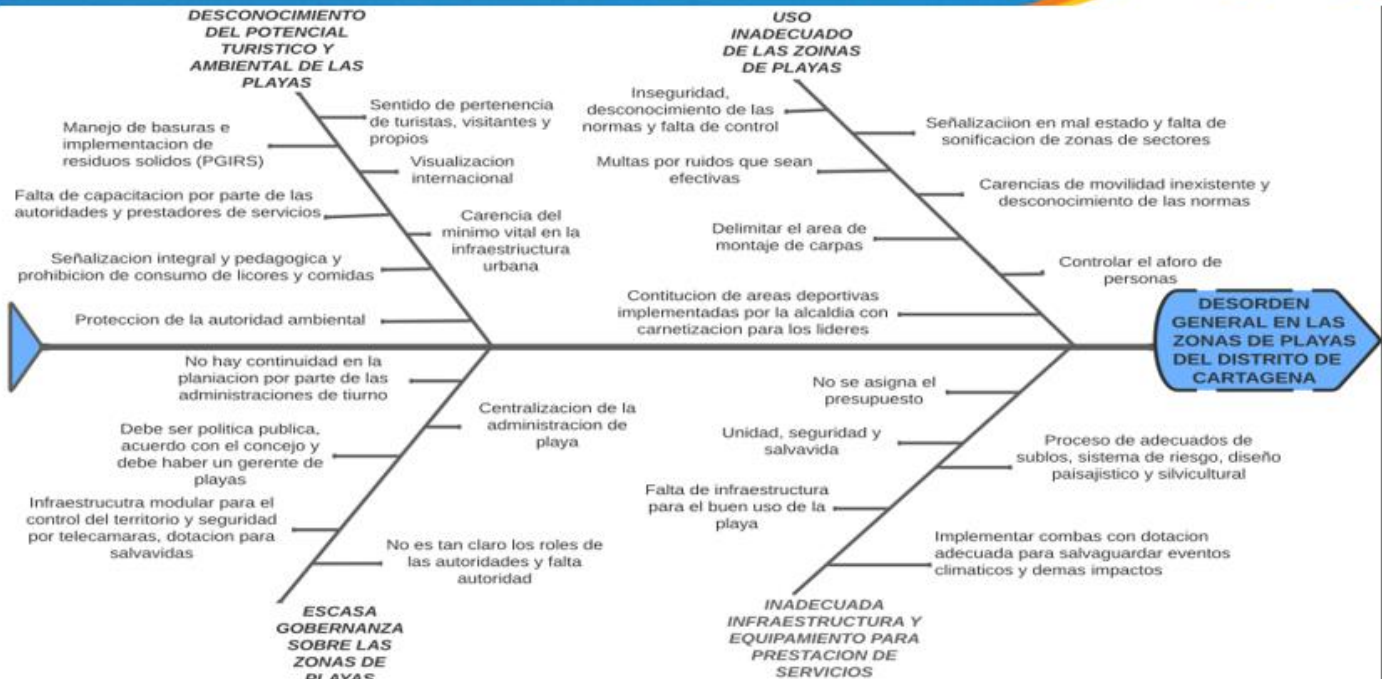 DESCONOCIMIENTO
DEL POTENCIAL
TURISTICO Y
AMBIENTAL DE LAS
PLAYAS
Manejo de basuras e
implementacion de
residuos solidos (PGIRS)
Falta de capacitacion por parte de las
autoridades y prestadores de servicios
Señalizacion integral y pedagogica y
prohibicion de consumo de licores y comidas
Proteccion de la autoridad ambiental
Sentido de pertenencia
de turistas, visitantes y
propios
Visualizacion
internacional
Carencia del
minimo vital en la
infraestriuctura
urbana
USO
INADECUADO
DE LAS ZOINAS
DE PLAYAS
Inseguridad,
desconocimiento de las
normas y falta de control
Multas por ruidos que sean
efectivas
Delimitar el area de
montaje de carpas
Contitucion de areas deportivas
implementadas por la alcaldia con
carnetizacion para los lideres
Señalizaciion en mal estado y falta de
sonificacion de zonas de sectores
Carencias de movilidad inexistente y
desconocimiento de las normas
Controlar el aforo de
personas
DESORDEN
GENERAL EN LAS
ZONAS DE PLAYAS
DEL DISTRITO DE
CARTAGENA
No hay continuidad en la
planiacion por parte de las
administraciones de tiurno
Debe ser politica publica,
acuerdo con el concejo y
debe haber un gerente de
playas
Infraestrucutra modular para el
control del territorio y seguridad
por telecamaras, dotacion para
salvavidas
Centralizacion de la
administracion de
playa
No es tan claro los roles de
las autoridades y falta
autoridad
ESCASA
GOBERNANZA
SOBRE LAS
ZONAS DE
PLAYAS
No se asigna el
presupuesto
Unidad, seguridad y
salvavida
Falta de infraestructura
para el buen uso de la
playa
Proceso de adecuados de
sublos, sistema de riesgo, diseño
paisajistico y silvicultural
Implementar combas con dotacion
adecuada para salvaguardar eventos
climaticos y demas impactos
INADECUADA
INFRAESTRUCTURA Y
EQUIPAMIENTO PARA
PRESTACION DE
SERVICIOS